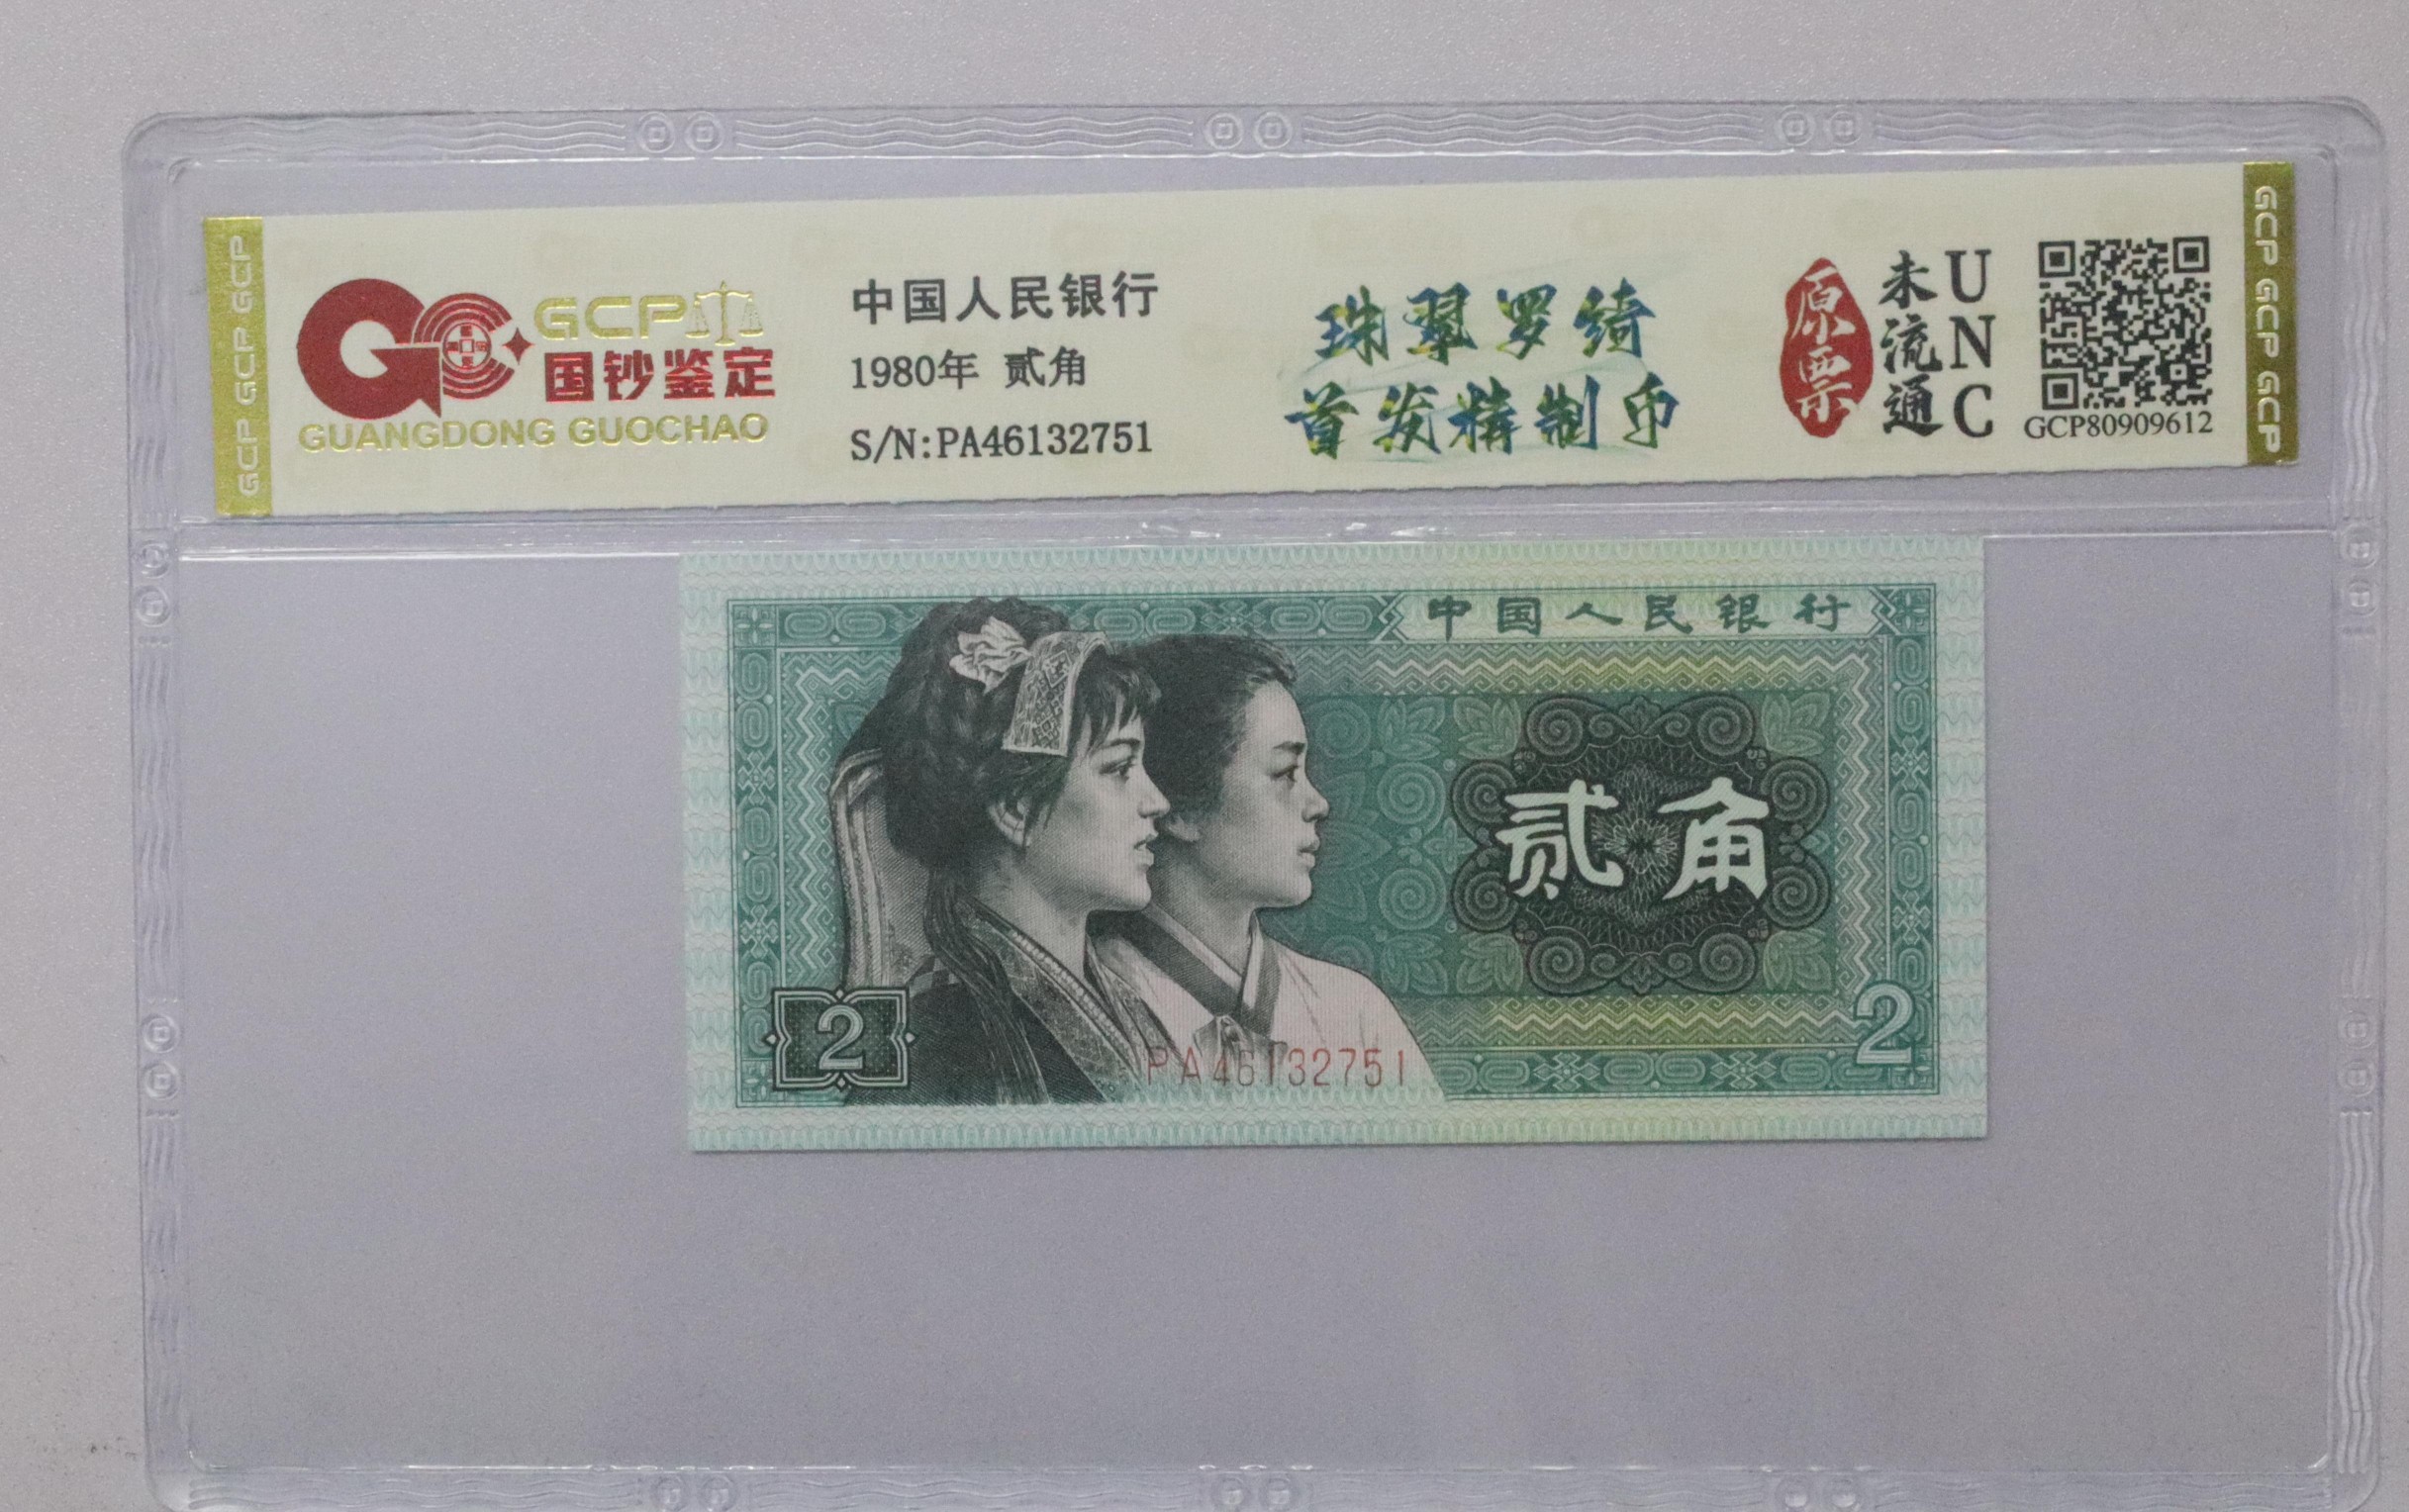 GCP GCP GCP
GCP
国钞鉴定
GUANGDONG GUOCHAO
中国人民银行
1980年 贰角
S/N:PA46132751
珠翠罗绮
首发精制币
原票
未流通
UNC
GCP80909612
GCP GCP GCP
中国人民银行
贰角
2
2
PA46132751